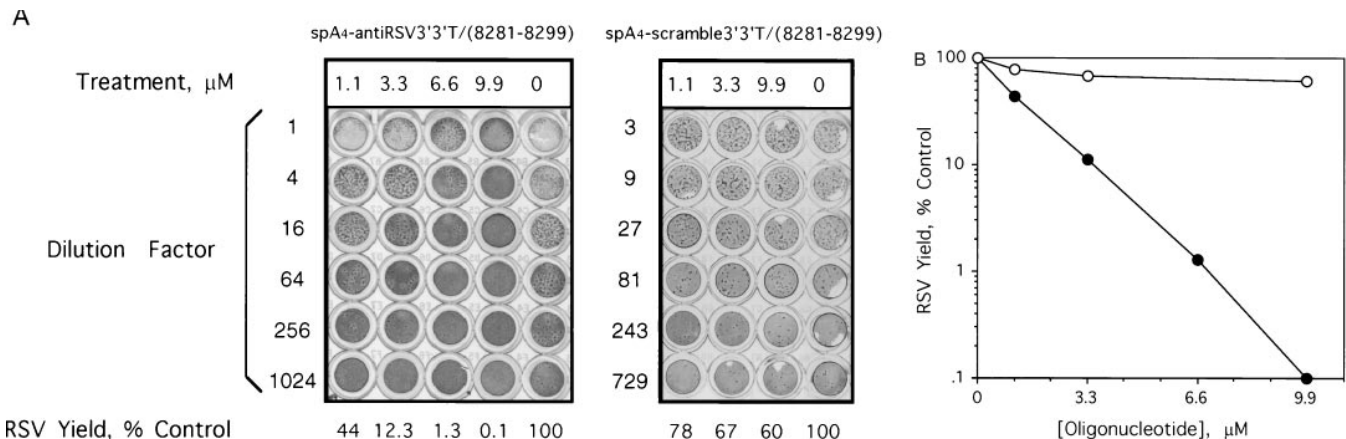 A
spA4-antiRSV3'3'T/(8281-8299)
Treatment, μM
1.1 3.3 6.6 9.9 0
Dilution Factor
1
4
16
64
256
1024
RSV Yield, % Control
44 12.3 1.3 0.1 100
spA4-scramble3'3'T/(8281-8299)
1.1 3.3 9.9 0
3
9
27
81
243
729
78 67 60 100
B
RSV Yield, % Control
100
10
1
.1
0 3.3 6.6 9.9
[Oligonucleotide], μM